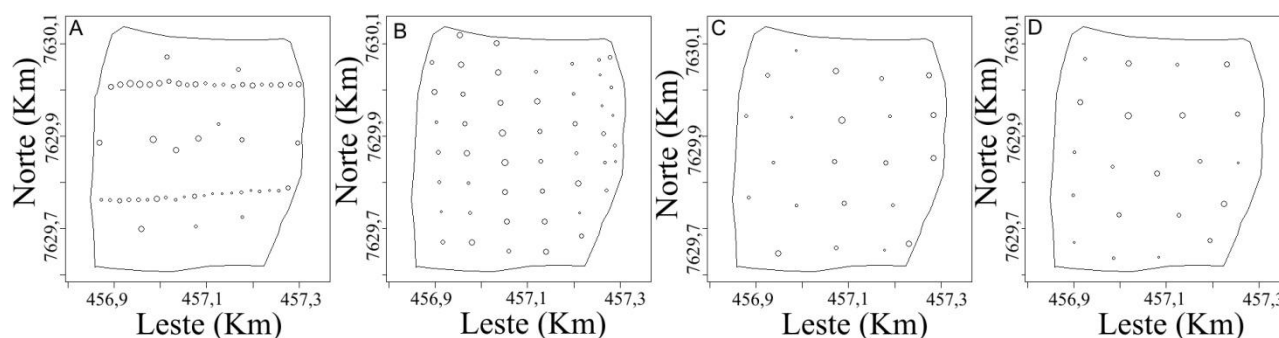 A
Norte (Km)
7630,1
7629,9
7629,7
456,9 457,1 457,3
Leste (Km)
B
Norte (Km)
7630,1
7629,9
7629,7
456,9 457,1 457,3
Leste (Km)
C
Norte (Km)
7630,1
7629,9
7629,7
456,9 457,1 457,3
Leste (Km)
D
Norte (Km)
7630,1
7629,9
7629,7
456,9 457,1 457,3
Leste (Km)